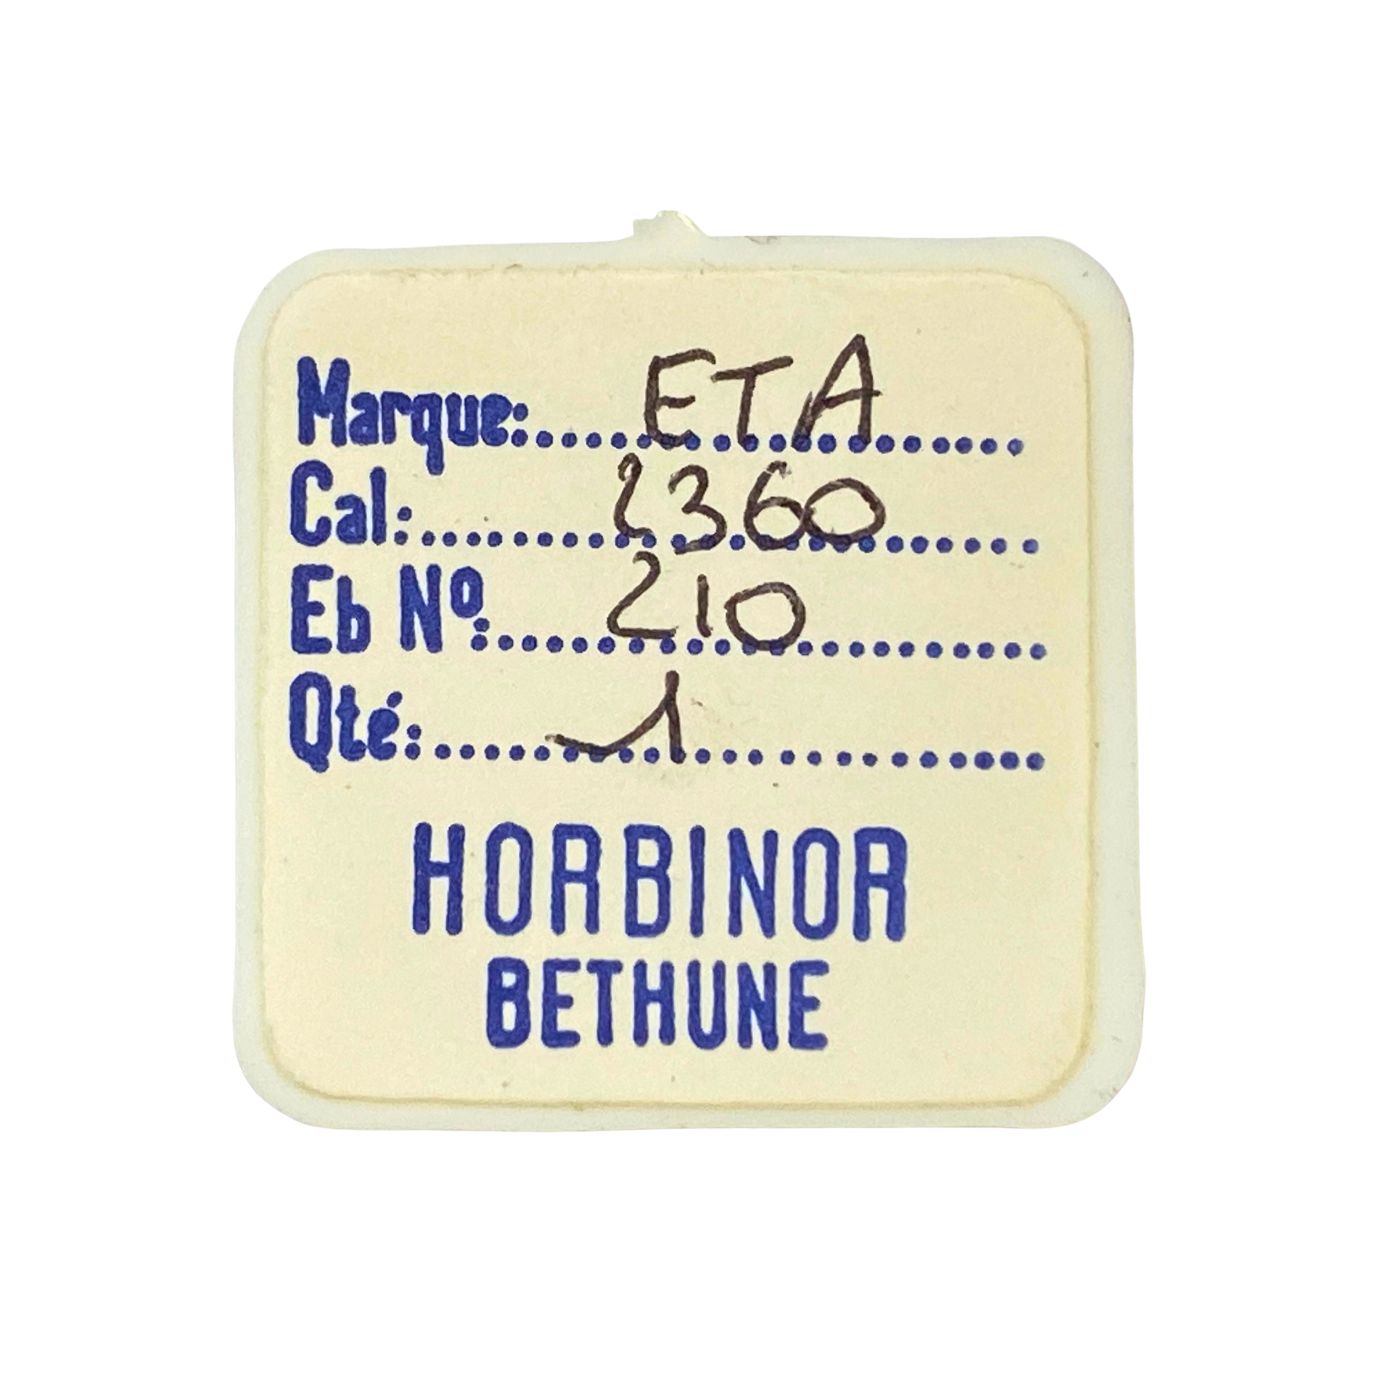 Marque: ETA
Cal: 2360
Eb Nº: 210
Qté: 1
HORBINOR
BETHUNE